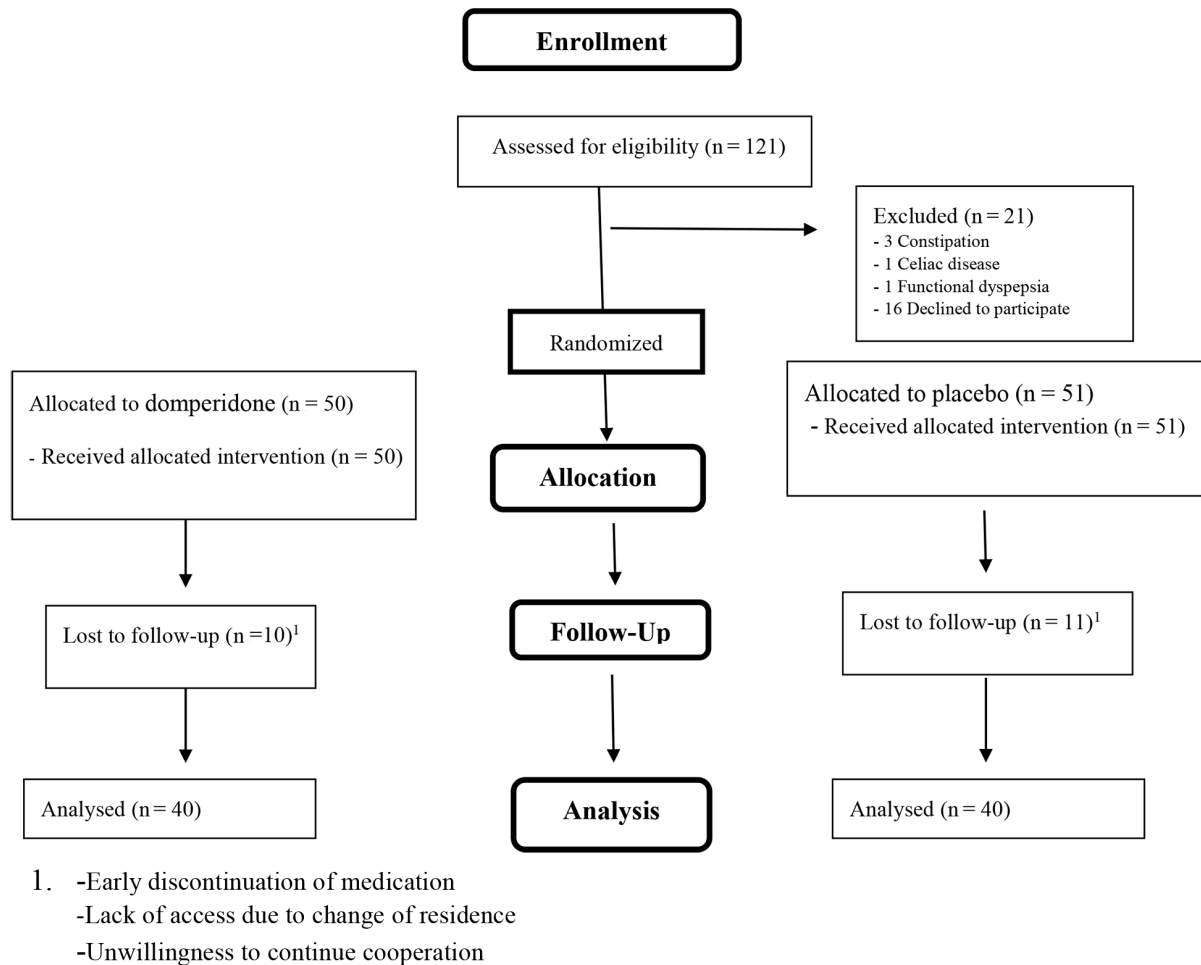 Enrollment
Assessed for eligibility (n = 121)
Excluded (n = 21)
- 3 Constipation
- 1 Celiac disease
- 1 Functional dyspepsia
- 16 Declined to participate
Randomized
Allocated to domperidone (n = 50)
- Received allocated intervention (n = 50)
Allocation
Allocated to placebo (n = 51)
- Received allocated intervention (n = 51)
Lost to follow-up (n =10)1
Follow-Up
Lost to follow-up (n = 11)1
Analysed (n = 40)
Analysis
Analysed (n = 40)
1. -Early discontinuation of medication
-Lack of access due to change of residence
-Unwillingness to continue cooperation